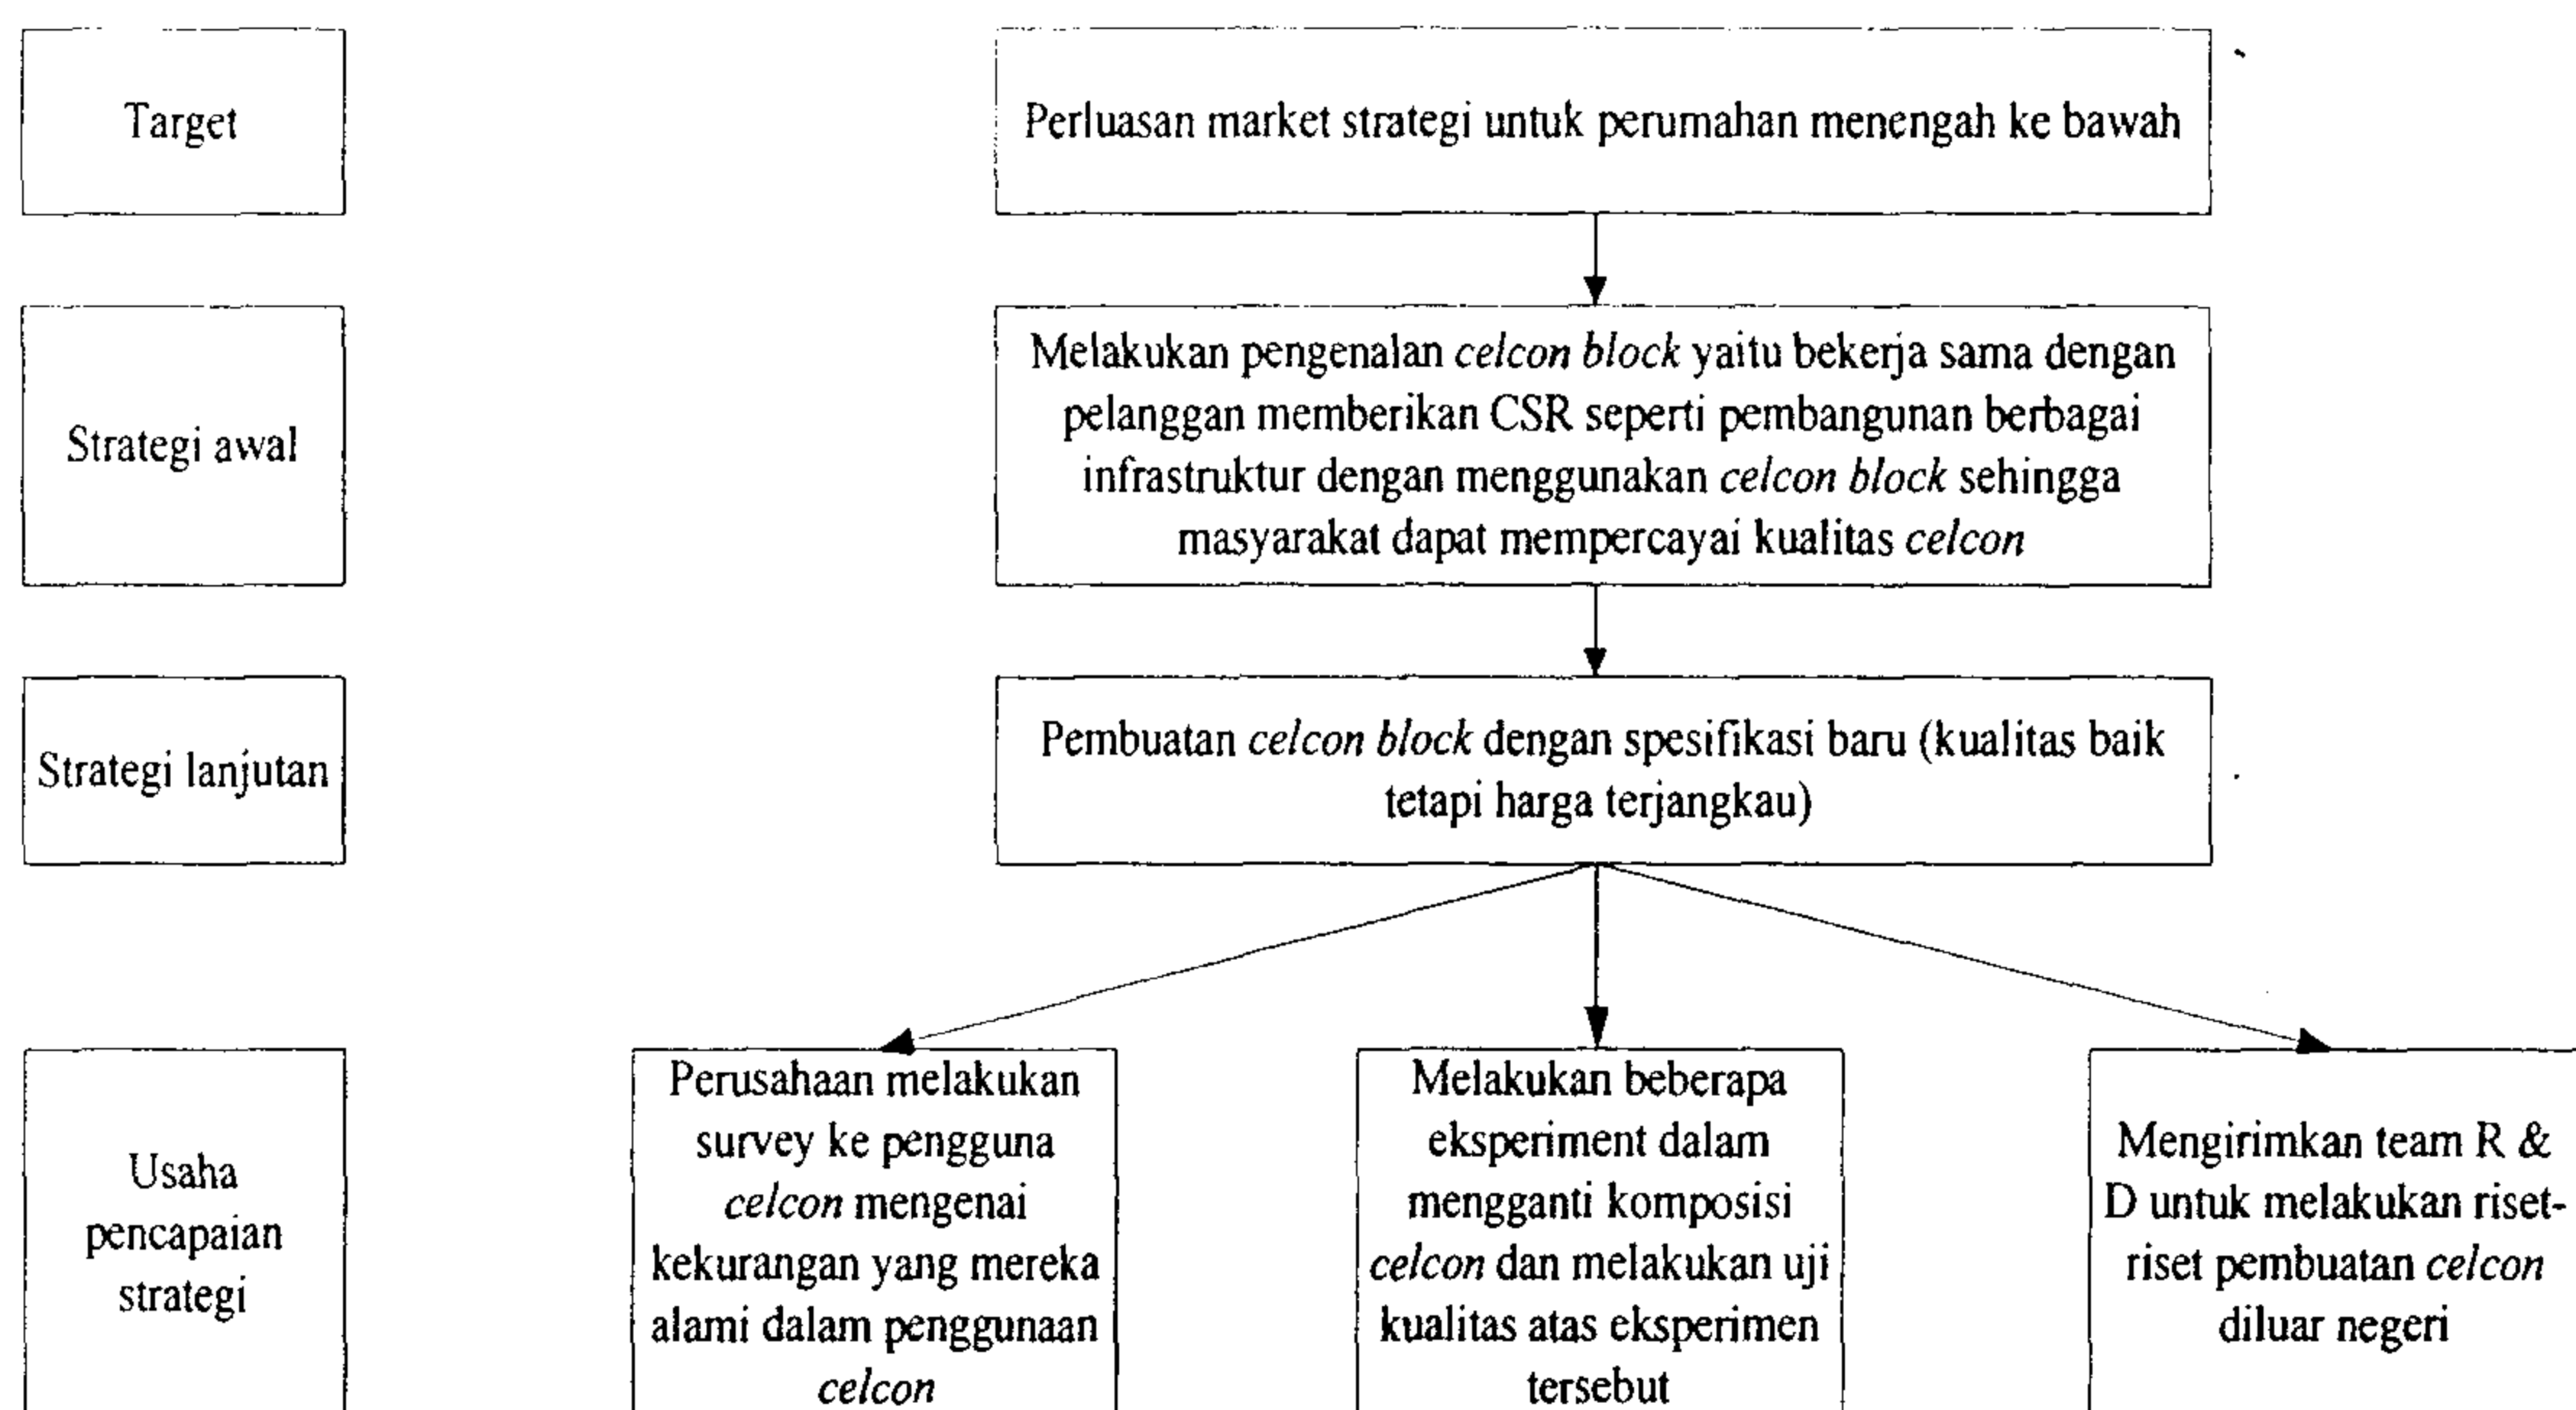 Target
Perluasan market strategi untuk perumahan menengah ke bawah
Strategi awal
Melakukan pengenalan celcon block yaitu bekerja sama dengan
pelanggan memberikan CSR seperti pembangunan berbagai
infrastruktur dengan menggunakan celcon block sehingga
masyarakat dapat mempercayai kualitas celcon
Strategi lanjutan
Pembuatan celcon block dengan spesifikasi baru (kualitas baik
tetapi harga terjangkau)
Usaha
pencapaian
strategi
Perusahaan melakukan
survey ke pengguna
celcon mengenai
kekurangan yang mereka
alami dalam penggunaan
celcon
Melakukan beberapa
eksperiment dalam
mengganti komposisi
celcon dan melakukan uji
kualitas atas eksperimen
tersebut
Mengirimkan team R &
D untuk melakukan riset-
riset pembuatan celcon
diluar negeri